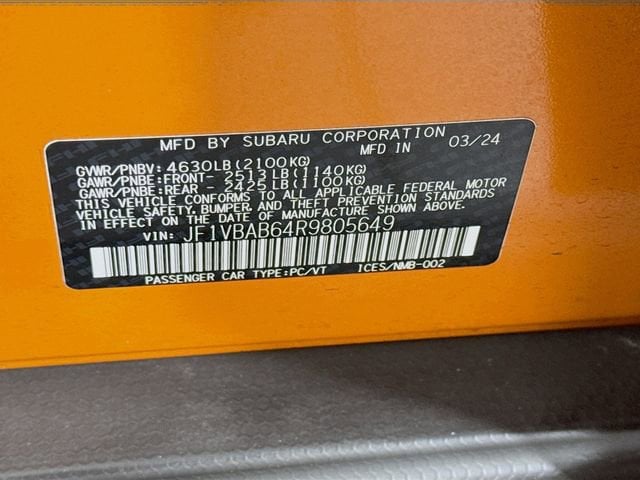 MFD BY SUBARU CORPORATION
MFD IN 03/24
GVWR/PNBV: 4630LB(2100KG)
GAWR/PNBE:FRONT- 2513LB(1140KG)
GAWR/PNBE:REAR - 2425LB(1100KG)
THIS VEHICLE CONFORMS TO ALL APPLICABLE FEDERAL MOTOR
VEHICLE SAFETY, BUMPER, AND THEFT PREVENTION STANDARDS
IN EFFECT ON THE DATE OF MANUFACTURE SHOWN ABOVE.
VIN: JF1VBAB64R9805649
PASSENGER CAR TYPE:PC/VT ICES/NMB-002